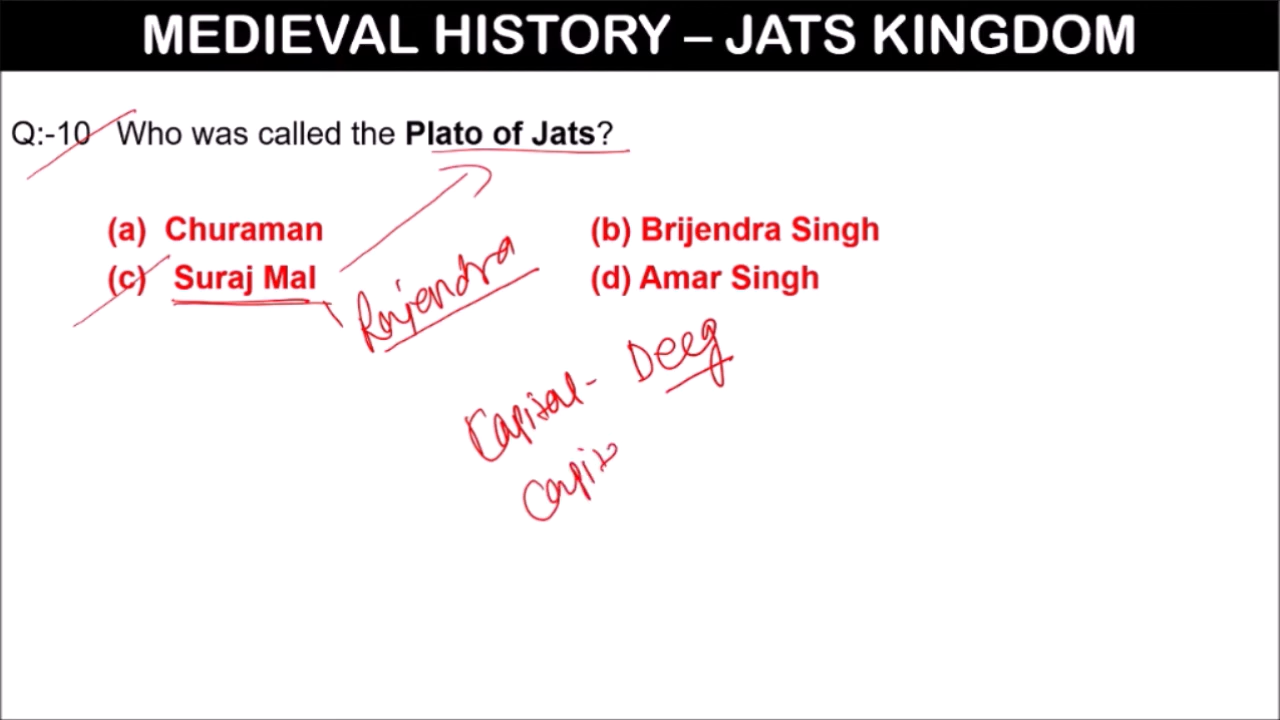 MEDIEVAL HISTORY – JATS KINGDOM
Q:-10 Who was called the Plato of Jats?
(a) Churaman
(b) Brijendra Singh
(c) Suraj Mal
(d) Amar Singh
Rajendra
Capital - Deeg
Capit